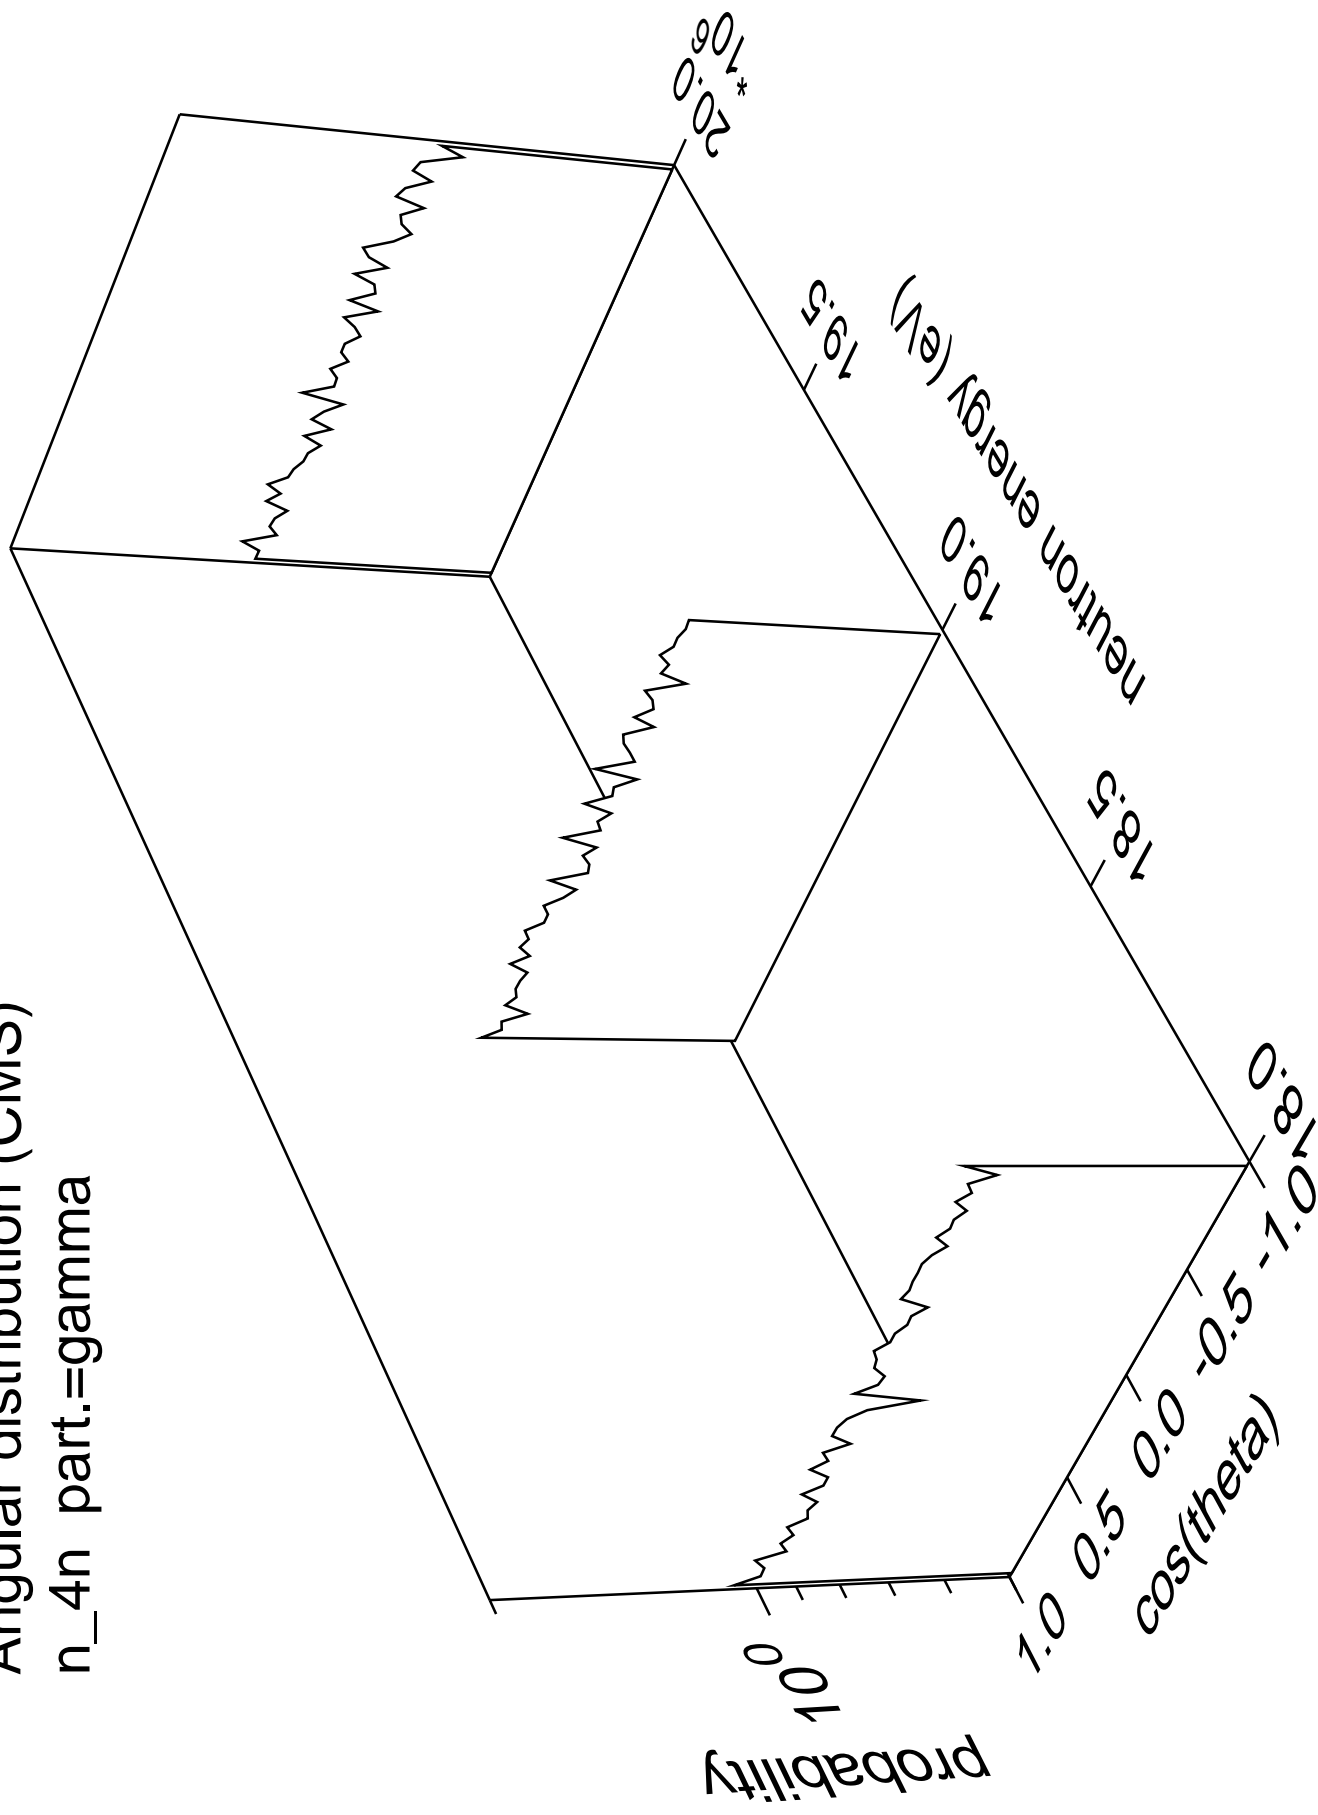 Angular distribution (CMS)
n_4n part.=gamma
probability
10^0
1.0
0.5
0.0
-0.5
-1.0
cos(theta)
18.0
18.5
19.0
19.5
20.0
*10^6
neutron energy (eV)